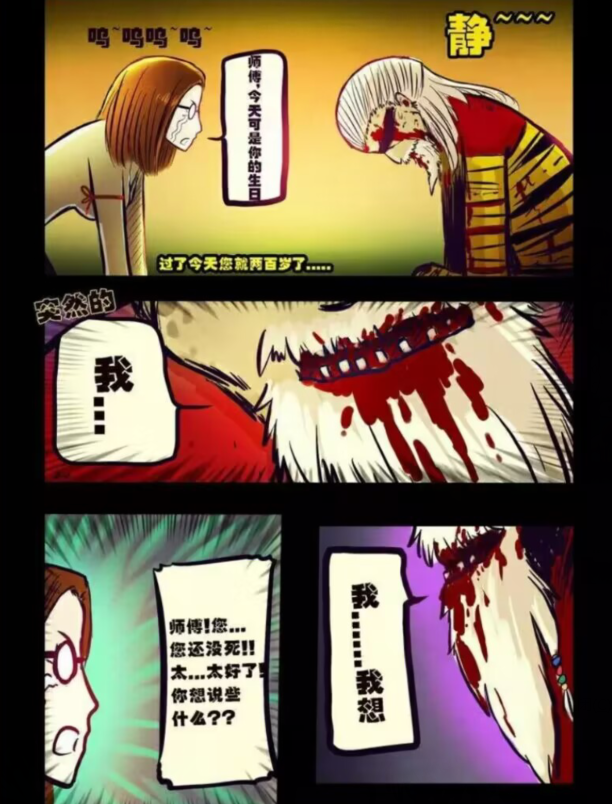 呜~呜呜~呜~
静~~~
师傅,今天可是你的生日
过了今天您就两百岁了.....
突然的
我...
师傅!您...
您还没死!!
太...太好了!
你想说些
什么??
我......我想